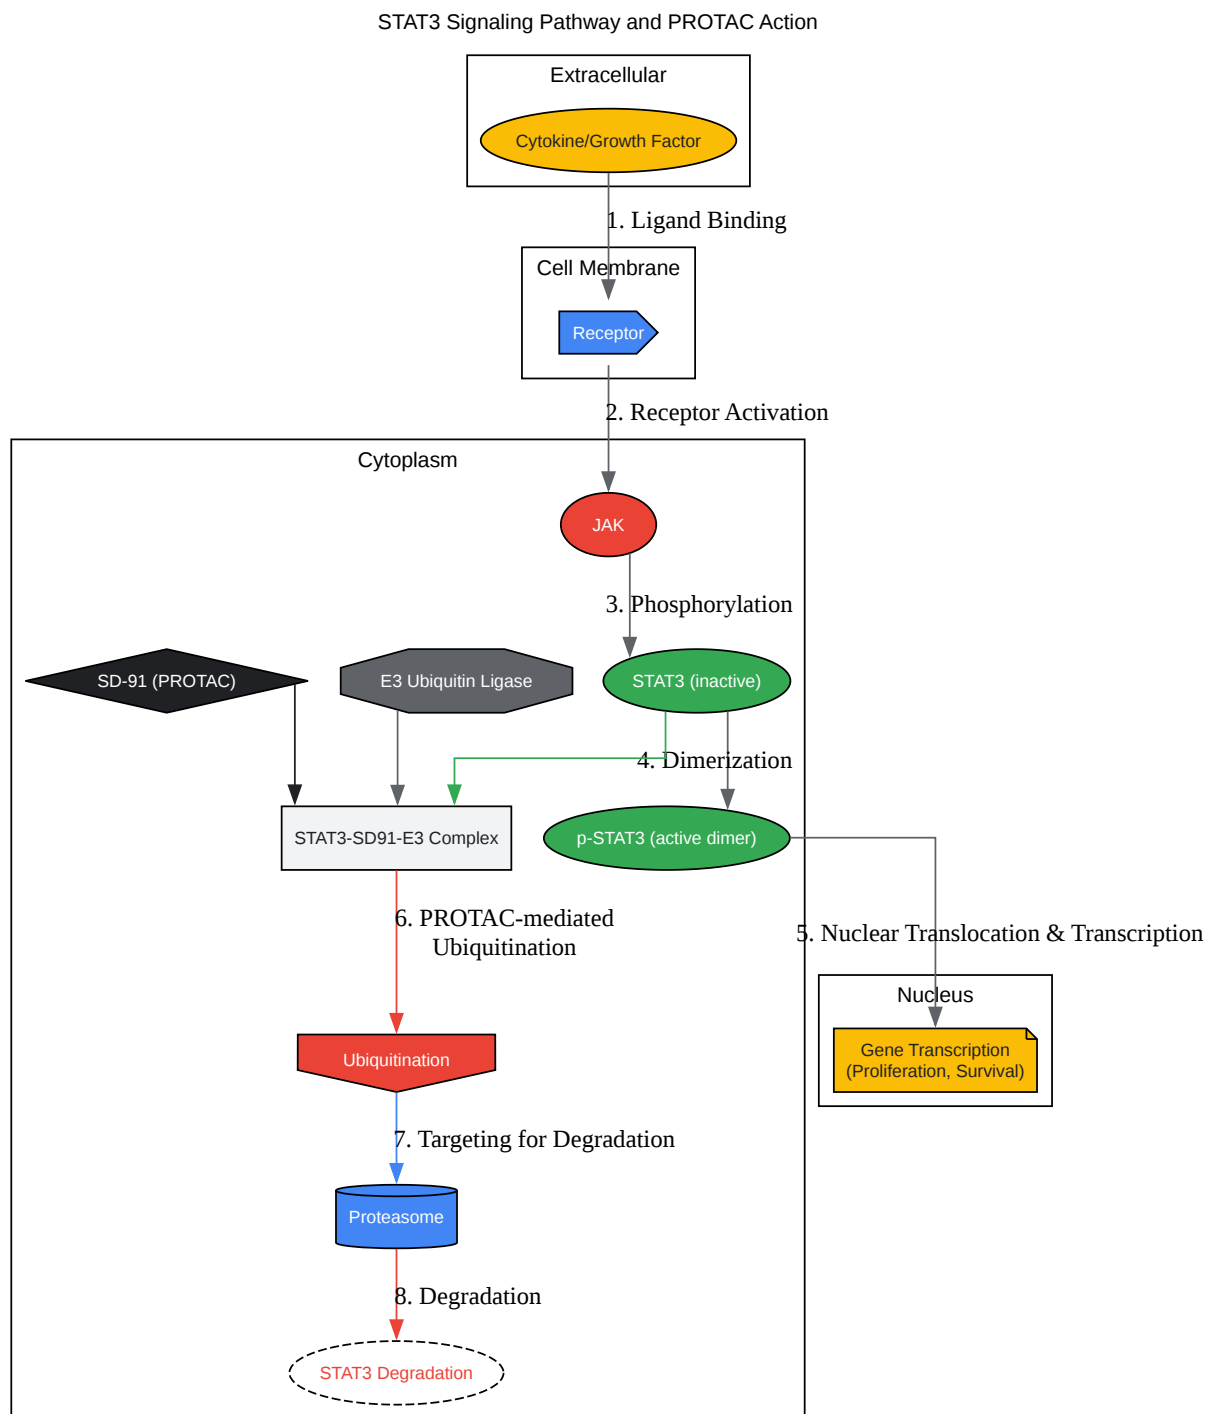 STAT3 Signaling Pathway and PROTAC Action
Extracellular
Cytokine/Growth Factor
1. Ligand Binding
Cell Membrane
Receptor
2. Receptor Activation
Cytoplasm
JAK
3. Phosphorylation
SD-91 (PROTAC)
E3 Ubiquitin Ligase
STAT3 (inactive)
4. Dimerization
STAT3-SD91-E3 Complex
p-STAT3 (active dimer)
6. PROTAC-mediated
Ubiquitination
5. Nuclear Translocation & Transcription
Nucleus
Gene Transcription
(Proliferation, Survival)
Ubiquitination
7. Targeting for Degradation
Proteasome
8. Degradation
STAT3 Degradation